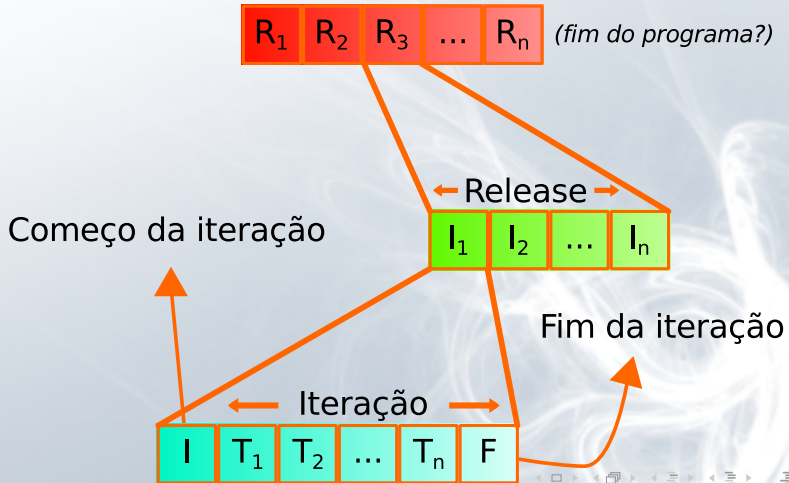 R₁ R₂ R₃ ... Rₙ (fim do programa?)
Release
Começo da iteração
I₁ I₂ ... Iₙ
Fim da iteração
Iteração
I T₁ T₂ ... Tₙ F